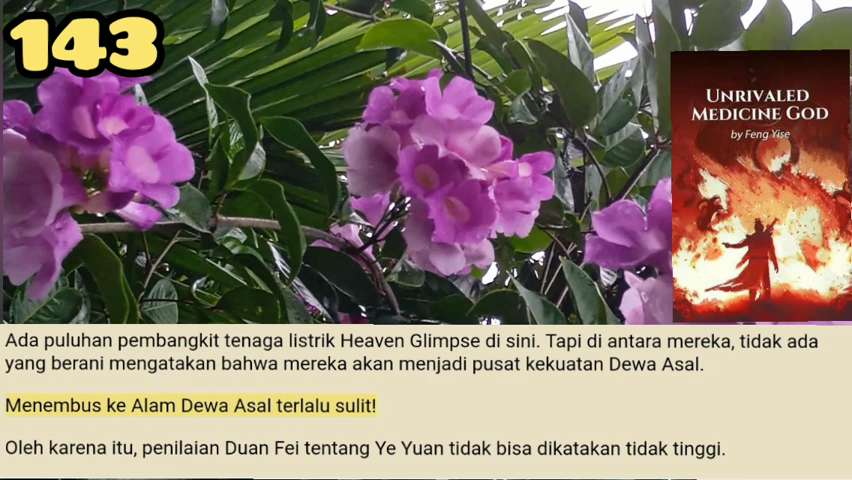 143
UNRIVALED
MEDICINE GOD
by Feng Yise
Ada puluhan pembangkit tenaga listrik Heaven Glimpse di sini. Tapi di antara mereka, tidak ada
yang berani mengatakan bahwa mereka akan menjadi pusat kekuatan Dewa Asal.
Menembus ke Alam Dewa Asal terlalu sulit!
Oleh karena itu, penilaian Duan Fei tentang Ye Yuan tidak bisa dikatakan tidak tinggi.